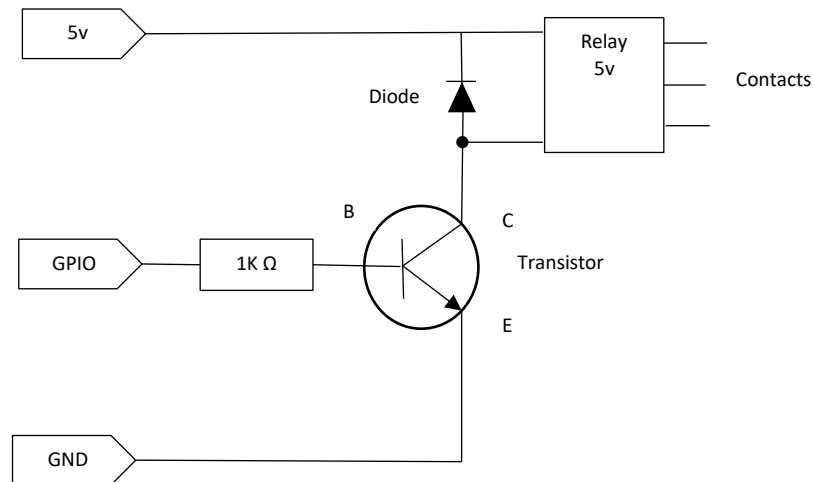 5v
Relay
5v
Diode
Contacts
B
C
GPIO
1K Ω
Transistor
E
GND